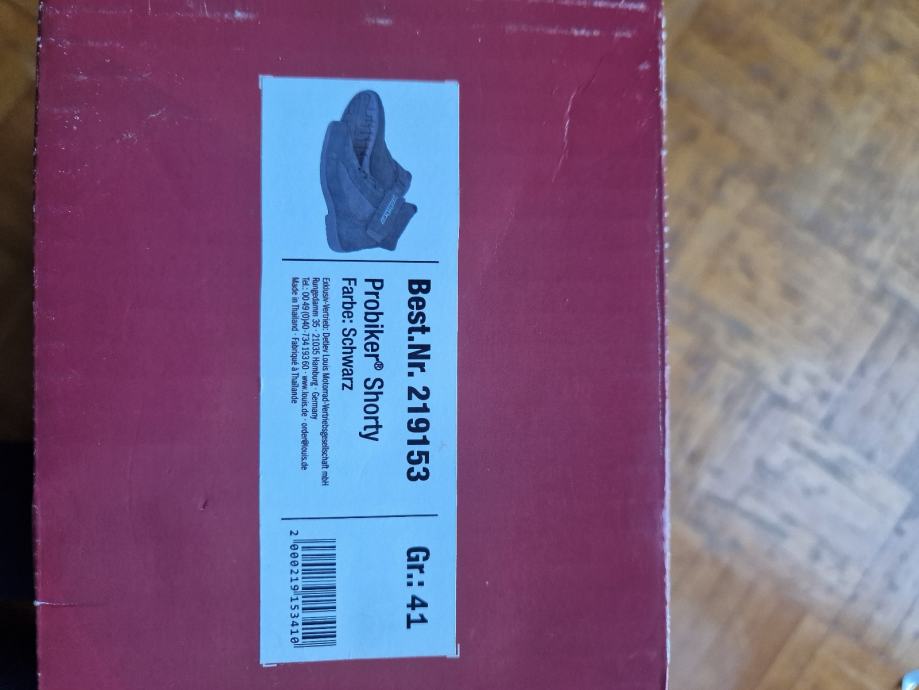 Best.Nr. 219153
Probiker® Shorty
Farbe: Schwarz
Exklusiv-Vertrieb: Detlev Louis Motorrad-Vertriebsgesellschaft mbH
Rungedamm 35 · 21035 Hamburg · Germany
Tel.: 00 49 (0)40-734 193 60 · www.louis.de · order@louis.de
Made in Thailand · Fabriqué à Thaïlande
Gr.: 41
2 000219 153410